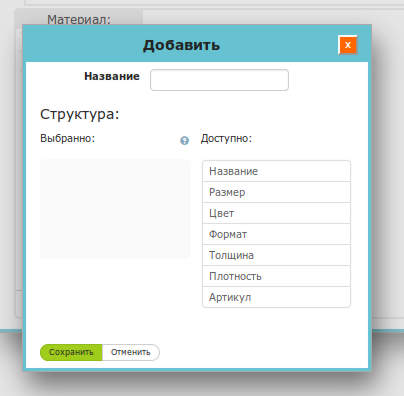 Материал:
Добавить
x
Название
Структура:
Выбранно: ? Доступно:
Название
Размер
Цвет
Формат
Толщина
Плотность
Артикул
Сохранить Отменить